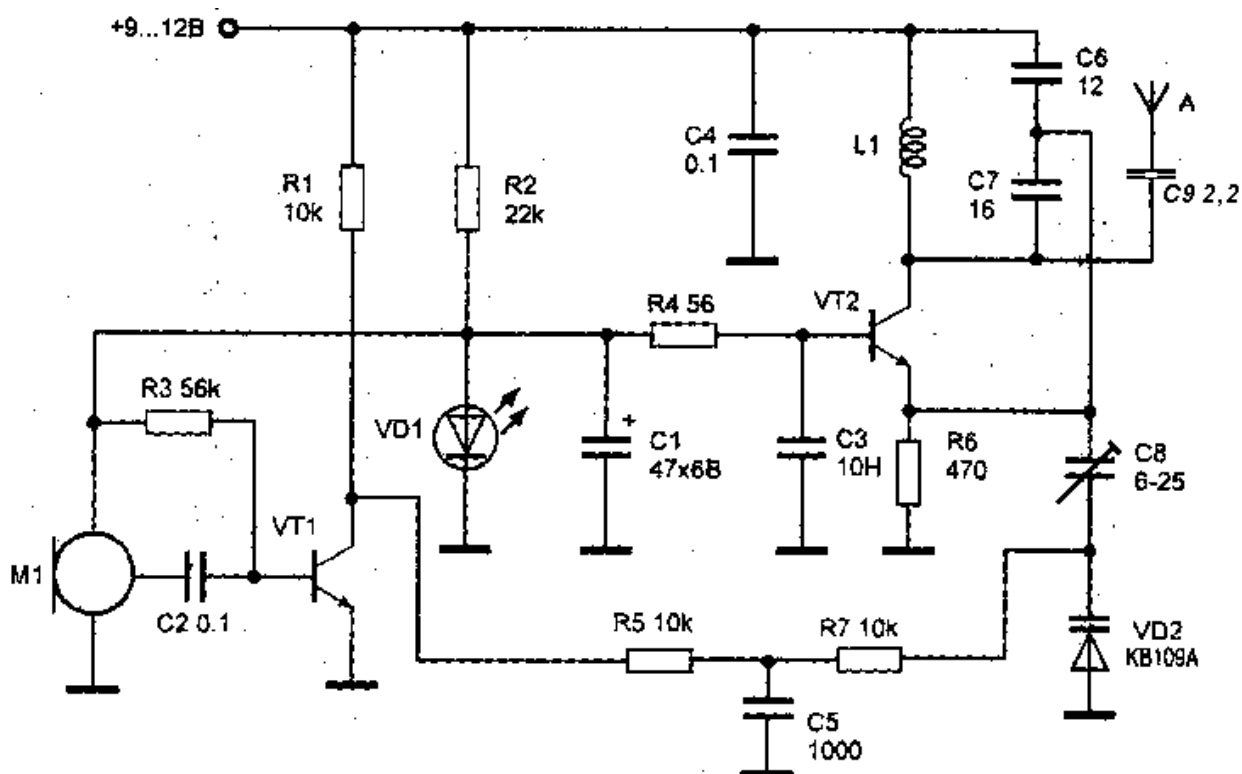 +9...12В
C6
12
A
C4
0.1
L1
R1
10k
R2
22k
C7
16
C9 2,2
R4 56
VT2
R3 56k
VD1
C1
47x6В
+
C3
10Н
R6
470
C8
6-25
VT1
M1
C2 0.1
R5 10k
R7 10k
VD2
КВ109А
C5
1000